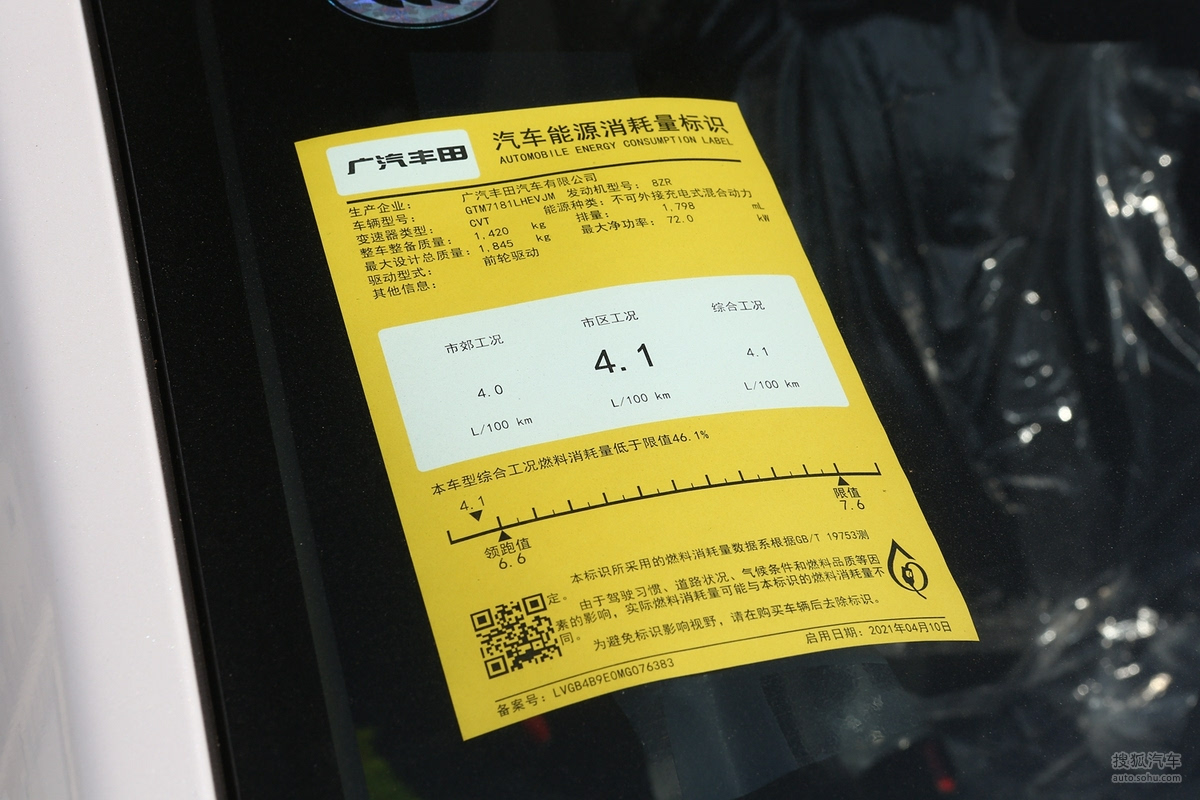 广汽丰田
汽车能源消耗量标识
AUTOMOBILE ENERGY CONSUMPTION LABEL
生产企业: 广汽丰田汽车有限公司
车辆型号: GTM7181LHEVJM 发动机型号: 8ZR
变速器类型: CVT 能源种类: 不可外接充电式混合动力
整车整备质量: 1,420 kg 排量: 1,798 mL
最大设计总质量: 1,845 kg 最大净功率: 72.0 kW
驱动型式: 前轮驱动
其他信息:
市郊工况 市区工况 综合工况
4.0 4.1 4.1
L/100 km L/100 km L/100 km
本车型综合工况燃料消耗量低于限值46.1%
4.1
领跑值 限值
6.6 7.6
本标识所采用的燃料消耗量数据系根据GB/T 19753测
定。 由于驾驶习惯、道路状况、气候条件和燃料品质等因
素的影响, 实际燃料消耗量可能与本标识的燃料消耗量不
同。 为避免标识影响视野, 请在购买车辆后去除标识。
备案号: LVGB4B9E0MG076383 启用日期: 2021年04月10日
搜狐汽车
auto.sohu.com